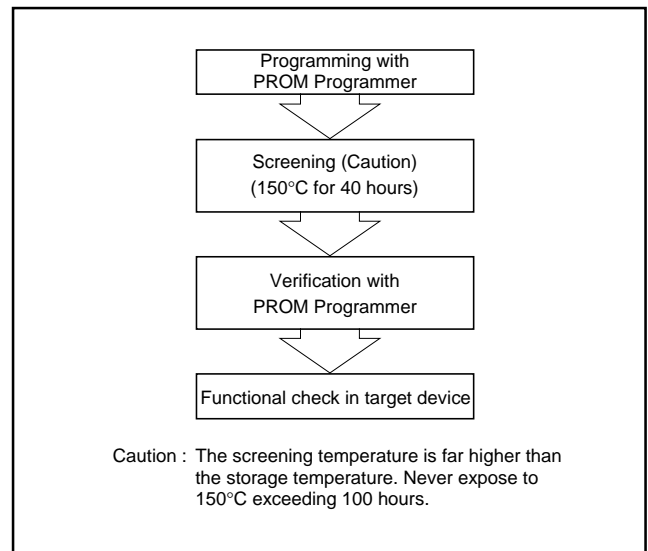 Programming with
PROM Programmer
Screening (Caution)
(150°C for 40 hours)
Verification with
PROM Programmer
Functional check in target device
Caution : The screening temperature is far higher than
the storage temperature. Never expose to
150°C exceeding 100 hours.